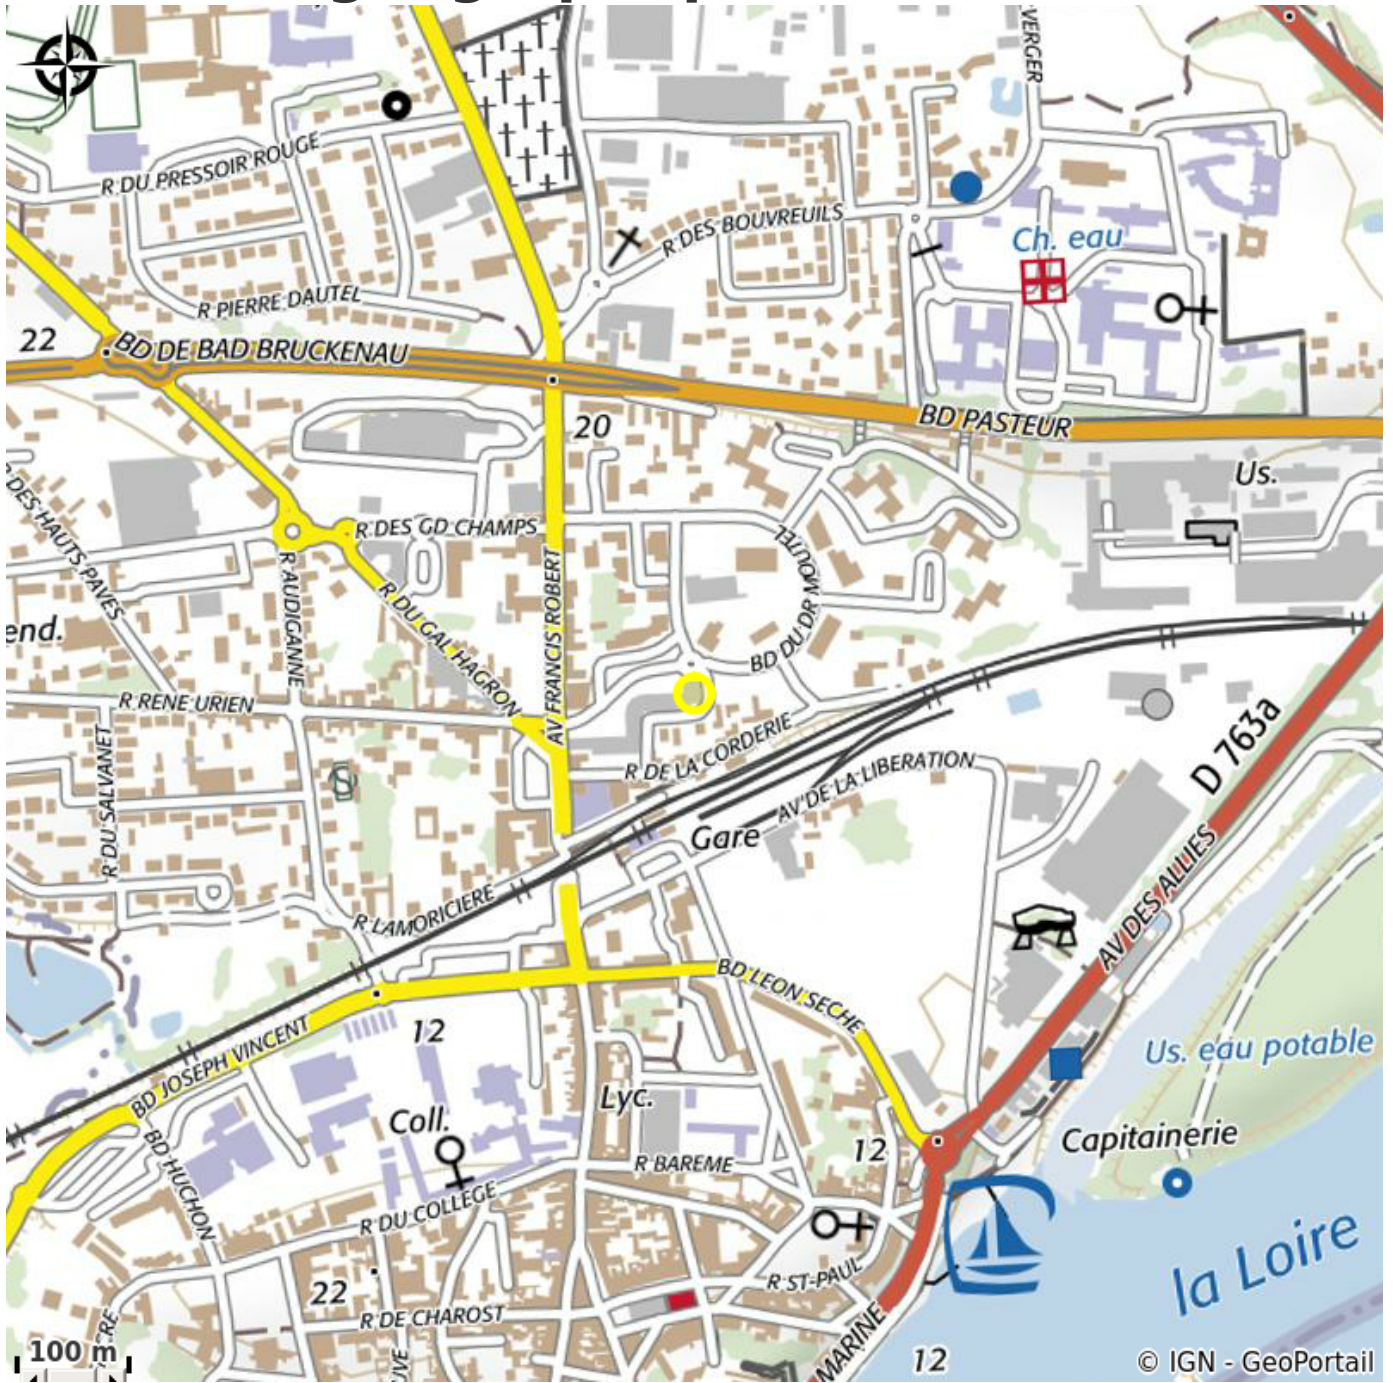 VERGER
R DU PRESSOIR ROUGE
R DES BOUVREUILS
Ch. eau
R PIERRE DAUTEL
22
BD DE BAD BRUCKENAU
20
BD PASTEUR
Us.
DES HAUTS PAVES
R DES GD CHAMPS
R AUDIGANNE
R DU GAL HAGRON
AV FRANCIS ROBERT
BD DU DR MOUTEL
end.
R RENE URIEN
R DU SALVANET
R DE LA CORDERIE
AV DE LA LIBERATION
D 763a
Gare
AV DES ALLIES
R LAMORICIERE
BD LEON SECHE
BD JOSEPH VINCENT
12
Us. eau potable
Lyc.
Coll.
Capitainerie
12
BD HUCHON
R BAREME
R DU COLLEGE
la Loire
R ST-PAUL
22
R DE CHAROST
MARINE
12
100 m
© IGN - GeoPortail